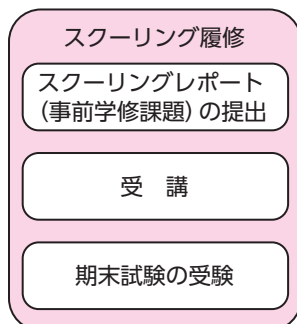 スクーリング履修
スクーリングレポート
(事前学修課題)の提出
受　講
期末試験の受験